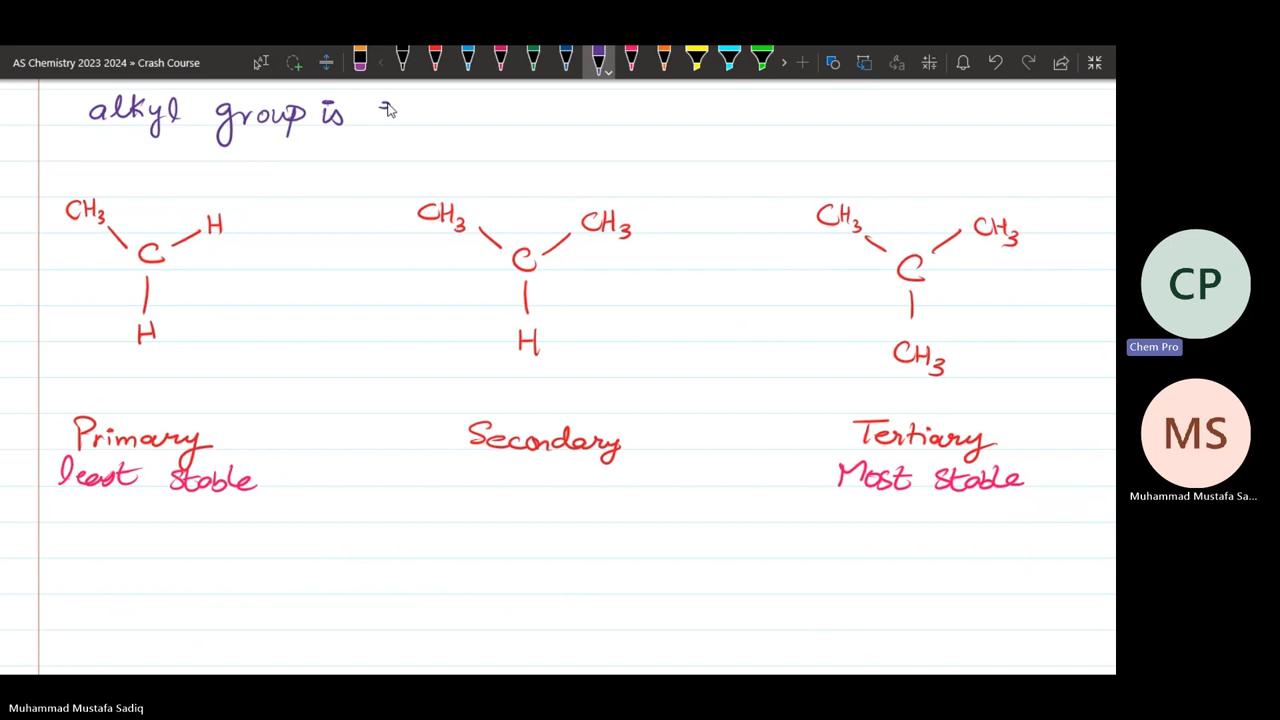 AS Chemistry 2023 2024 » Crash Course
alkyl group is
CH3 H
C
H
CH3 CH3
C
H
CH3 CH3
C
CH3
Primary Secondary Tertiary
least stable Most stable
CP
Chem Pro
MS
Muhammad Mustafa Sa...
Muhammad Mustafa Sadiq